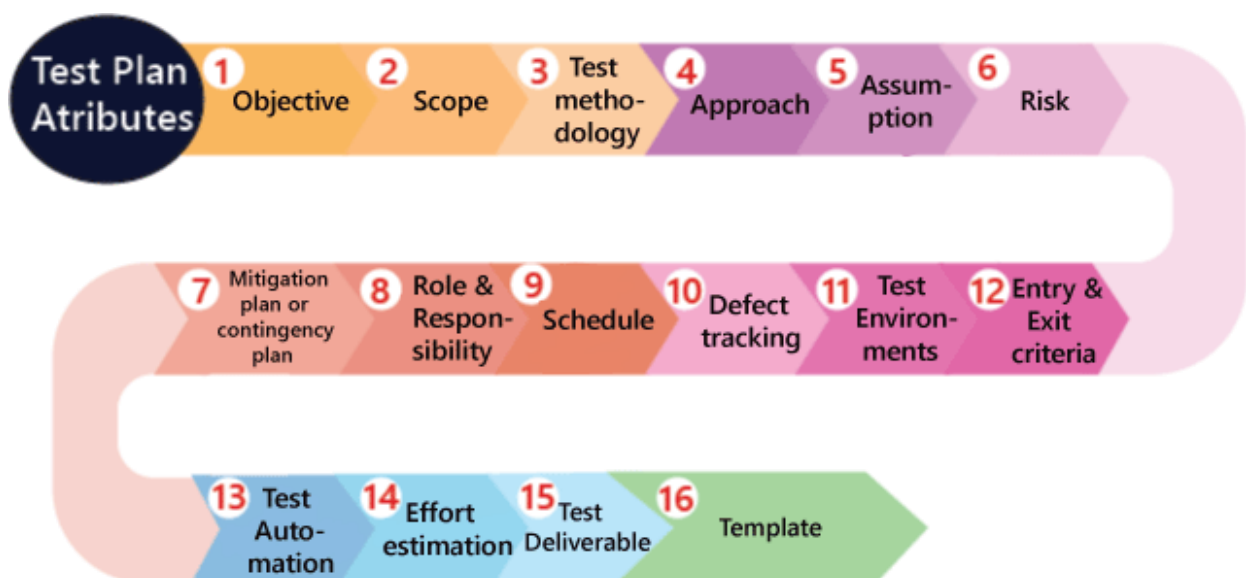 Test Plan
Atributes
1
Objective
2
Scope
3
Test
metho-
dology
4
Approach
5
Assum-
ption
6
Risk
7
Mitigation
plan or
contingency
plan
8
Role &
Respon-
sibility
9
Schedule
10
Defect
tracking
11
Test
Environ-
ments
12
Entry &
Exit
criteria
13
Test
Auto-
mation
14
Effort
estimation
15
Test
Deliverable
16
Template